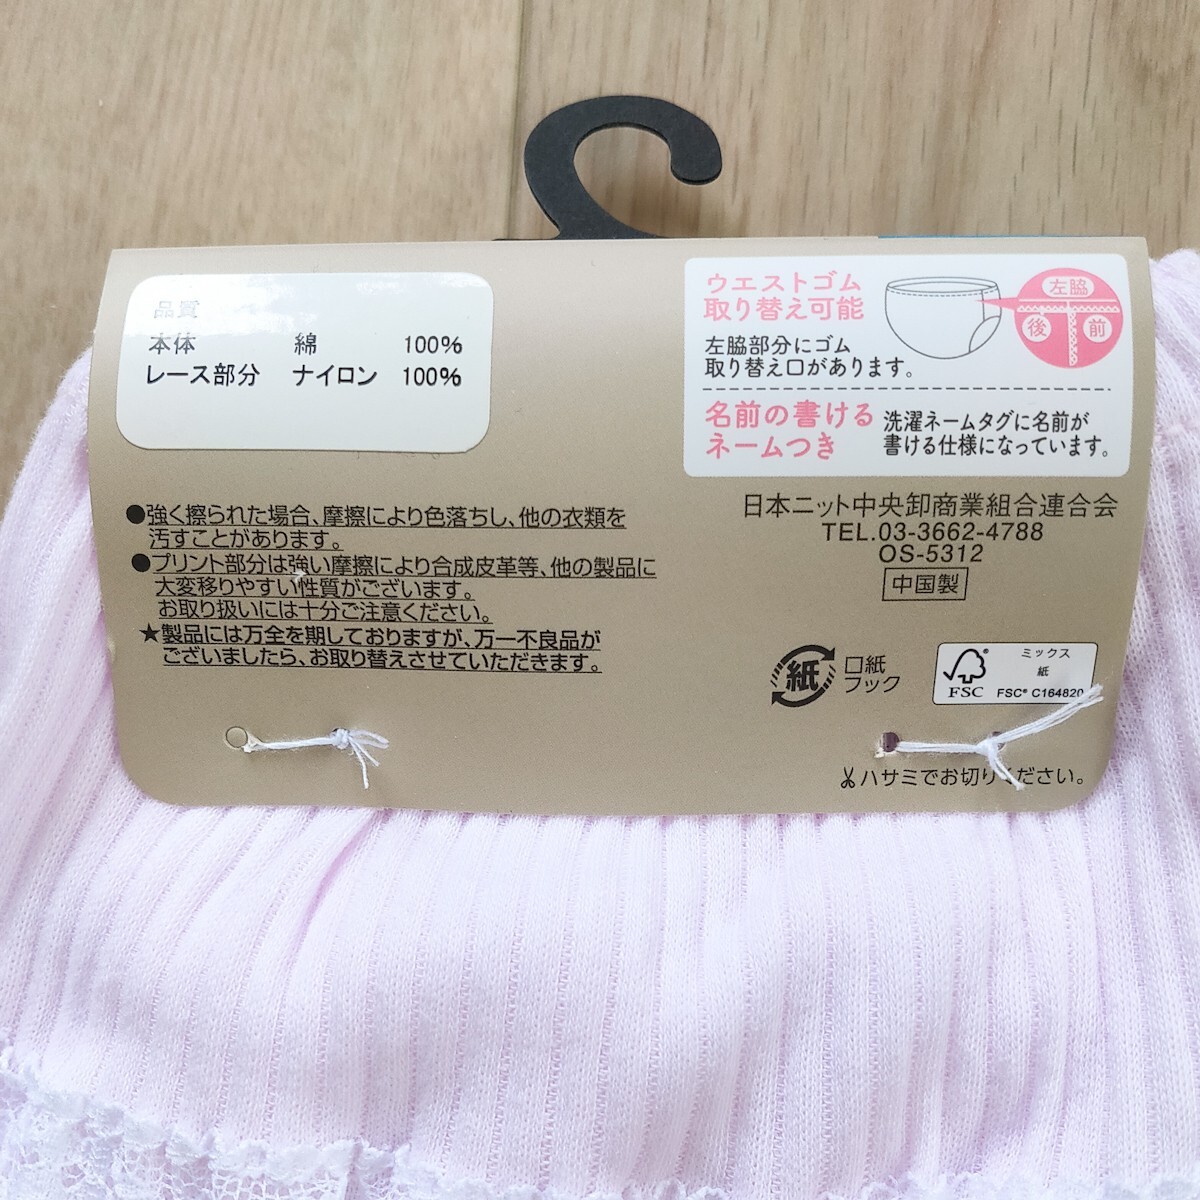 品質
本体 綿 100%
レース部分 ナイロン 100%
●強く擦られた場合、摩擦により色落ちし、他の衣類を
汚すことがあります。
●プリント部分は強い摩擦により合成皮革等、他の製品に
大変移りやすい性質がございます。
お取り扱いには十分ご注意ください。
★製品には万全を期しておりますが、万一不良品が
ございましたら、お取り替えさせていただきます。
ウエストゴム
取り替え可能
左脇部分にゴム
取り替え口があります。
左脇
後 前
名前の書ける
ネームつき
洗濯ネームタグに名前が
書ける仕様になっています。
日本ニット中央卸商業組合連合会
TEL.03-3662-4788
OS-5312
中国製
紙
口紙
フック
ミックス
紙
FSC
FSC® C164820
ハサミでお切りください。